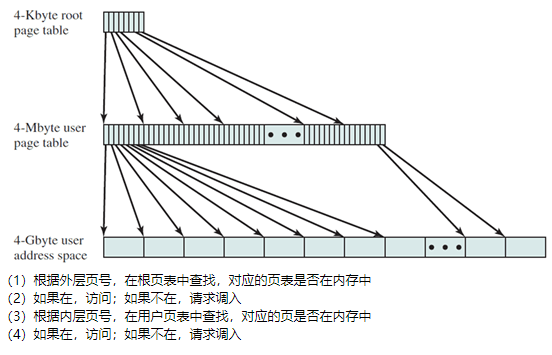 4-Kbyte root
page table
4-Mbyte user
page table
4-Gbyte user
address space
（1）根据外层页号，在根页表中查找，对应的页表是否在内存中
（2）如果在，访问；如果不在，请求调入
（3）根据内层页号，在用户页表中查找，对应的页是否在内存中
（4）如果在，访问；如果不在，请求调入